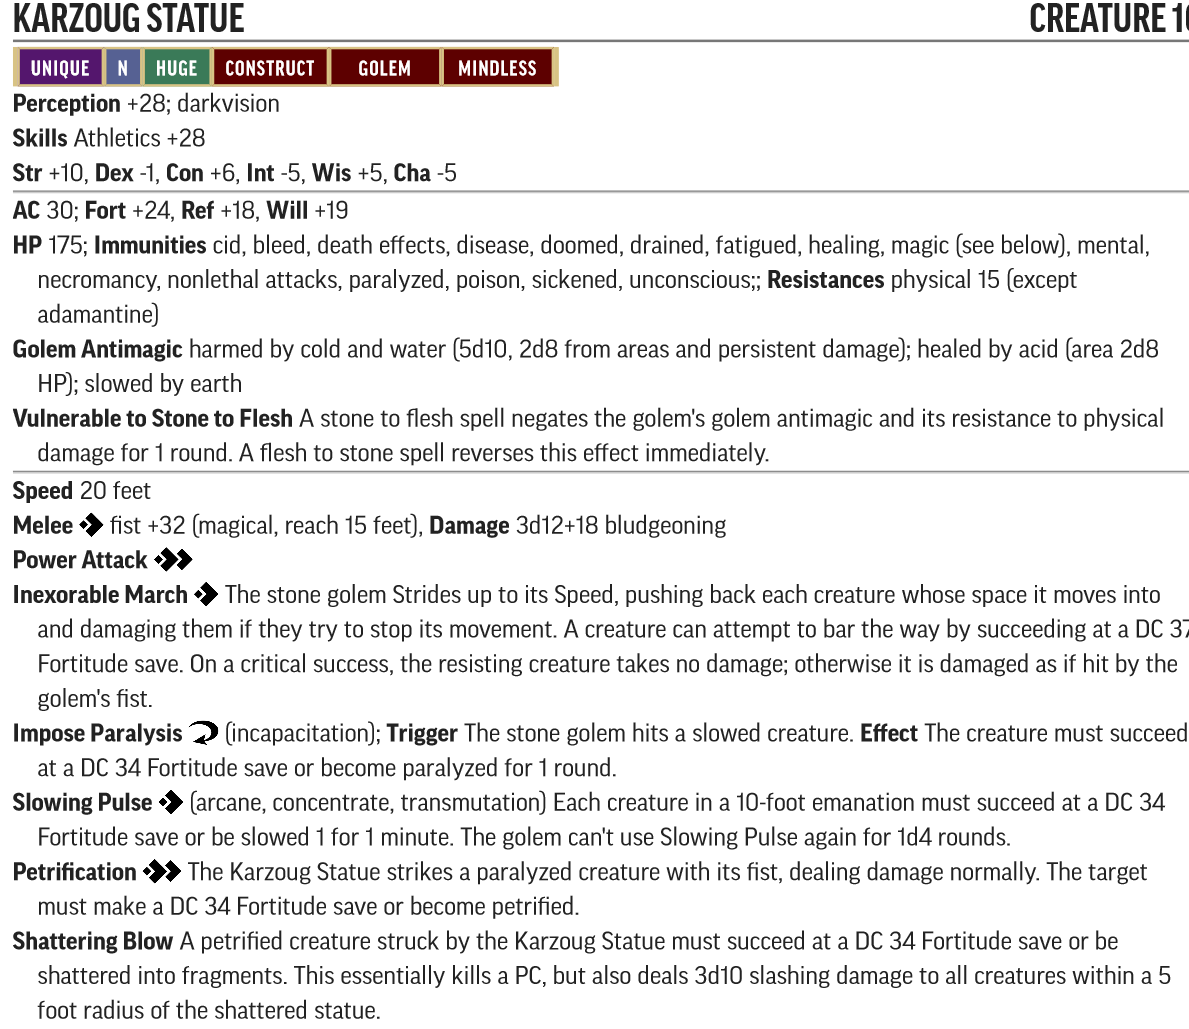 KARZOUG STATUE CREATURE 16
UNIQUE N HUGE CONSTRUCT GOLEM MINDLESS
Perception +28; darkvision
Skills Athletics +28
Str +10, Dex -1, Con +6, Int -5, Wis +5, Cha -5
AC 30; Fort +24, Ref +18, Will +19
HP 175; Immunities cid, bleed, death effects, disease, doomed, drained, fatigued, healing, magic (see below), mental,
necromancy, nonlethal attacks, paralyzed, poison, sickened, unconscious;; Resistances physical 15 (except
adamantine)
Golem Antimagic harmed by cold and water (5d10, 2d8 from areas and persistent damage); healed by acid (area 2d8
HP); slowed by earth
Vulnerable to Stone to Flesh A stone to flesh spell negates the golem's golem antimagic and its resistance to physical
damage for 1 round. A flesh to stone spell reverses this effect immediately.
Speed 20 feet
Melee fist +32 (magical, reach 15 feet), Damage 3d12+18 bludgeoning
Power Attack
Inexorable March The stone golem Strides up to its Speed, pushing back each creature whose space it moves into
and damaging them if they try to stop its movement. A creature can attempt to bar the way by succeeding at a DC 37
Fortitude save. On a critical success, the resisting creature takes no damage; otherwise it is damaged as if hit by the
golem's fist.
Impose Paralysis (incapacitation); Trigger The stone golem hits a slowed creature. Effect The creature must succeed
at a DC 34 Fortitude save or become paralyzed for 1 round.
Slowing Pulse (arcane, concentrate, transmutation) Each creature in a 10-foot emanation must succeed at a DC 34
Fortitude save or be slowed 1 for 1 minute. The golem can't use Slowing Pulse again for 1d4 rounds.
Petrification The Karzoug Statue strikes a paralyzed creature with its fist, dealing damage normally. The target
must make a DC 34 Fortitude save or become petrified.
Shattering Blow A petrified creature struck by the Karzoug Statue must succeed at a DC 34 Fortitude save or be
shattered into fragments. This essentially kills a PC, but also deals 3d10 slashing damage to all creatures within a 5
foot radius of the shattered statue.